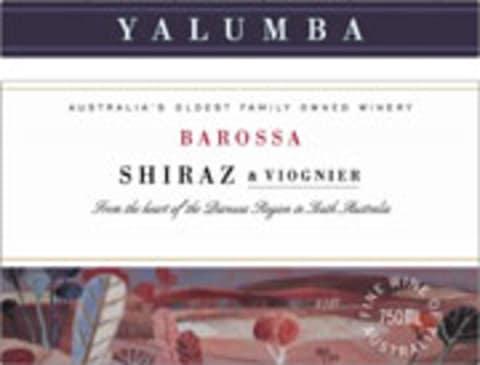 YALUMBA
AUSTRALIA'S OLDEST FAMILY OWNED WINERY
BAROSSA
SHIRAZ & VIOGNIER
From the heart of the Barossa Region in South Australia
FINE WINE OF
750ML
AUSTRALIA